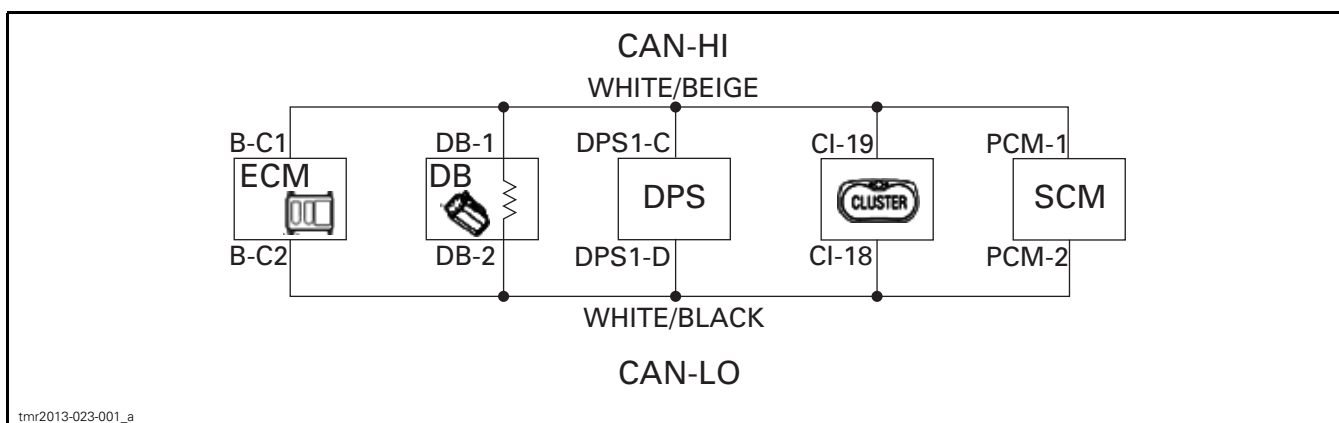 CAN-HI
WHITE/BEIGE
B-C1
DB-1
DPS1-C
CI-19
PCM-1
ECM
DB
DPS
CLUSTER
SCM
B-C2
DB-2
DPS1-D
CI-18
PCM-2
WHITE/BLACK
CAN-LO
tmr2013-023-001_a